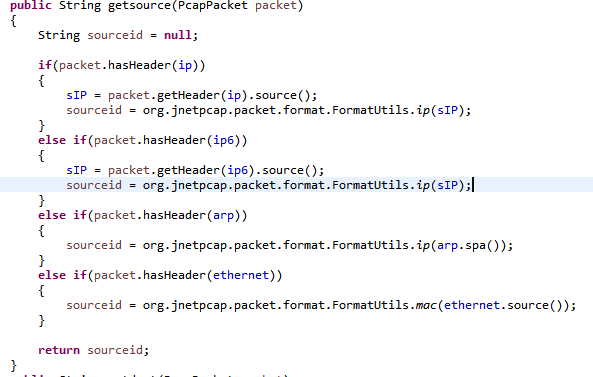 public String getsource(PcapPacket packet)
{
    String sourceid = null;

    if(packet.hasHeader(ip))
    {
        sIP = packet.getHeader(ip).source();
        sourceid = org.jnetpcap.packet.format.FormatUtils.ip(sIP);
    }
    else if(packet.hasHeader(ip6))
    {
        sIP = packet.getHeader(ip6).source();
        sourceid = org.jnetpcap.packet.format.FormatUtils.ip(sIP);
    }
    else if(packet.hasHeader(arp))
    {
        sourceid = org.jnetpcap.packet.format.FormatUtils.ip(arp.spa());
    }
    else if(packet.hasHeader(ethernet))
    {
        sourceid = org.jnetpcap.packet.format.FormatUtils.mac(ethernet.source());
    }

    return sourceid;
}